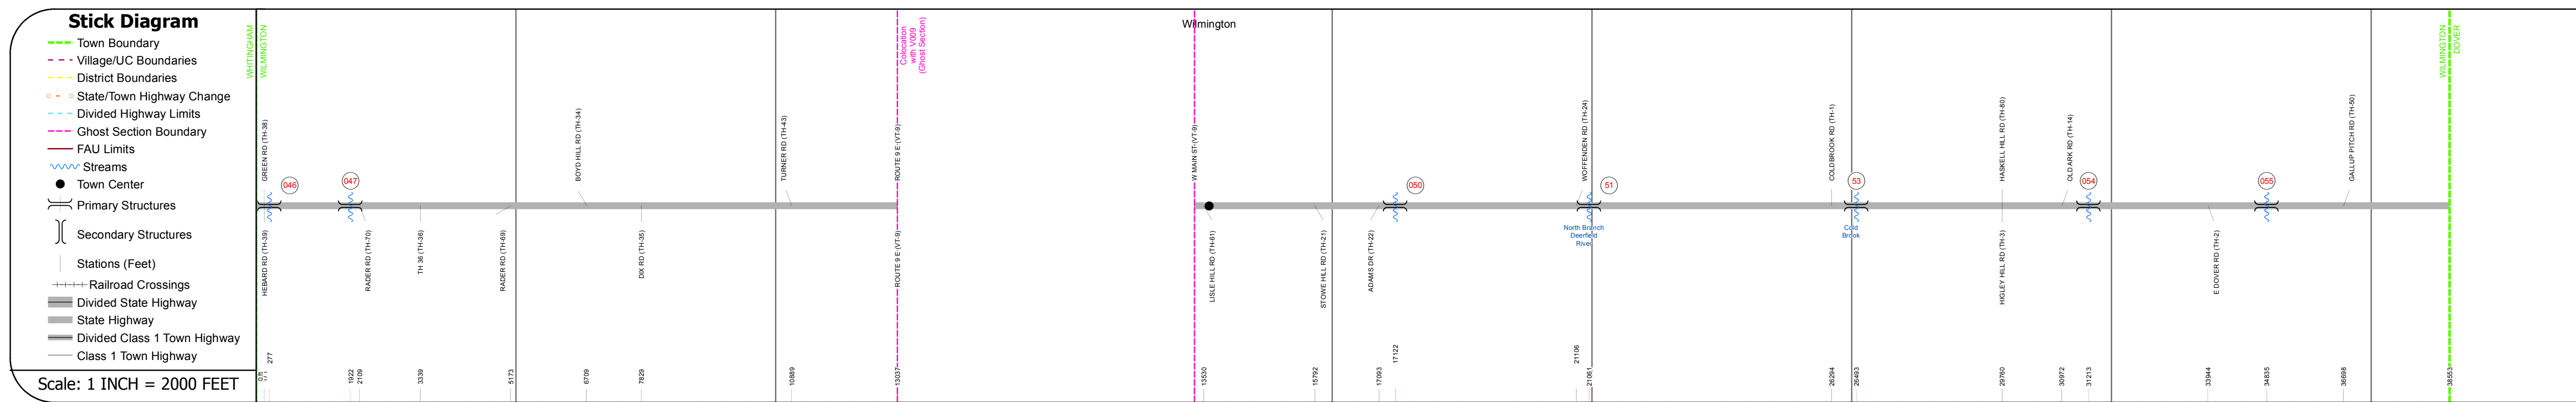 Stick Diagram
Town Boundary
Village/UC Boundaries
District Boundaries
State/Town Highway Change
Divided Highway Limits
Ghost Section Boundary
FAU Limits
Streams
Town Center
Primary Structures
Secondary Structures
Stations (Feet)
Railroad Crossings
Divided State Highway
State Highway
Divided Class 1 Town Highway
Class 1 Town Highway
Scale: 1 INCH = 2000 FEET
WHITINGHAM
WILMINGTON
Colocation
with V009
(Ghost Section)
Wilmington
WILMINGTON
DOVER
GREEN RD (TH-38)
BOYD HILL RD (TH-34)
TURNER RD (TH-43)
ROUTE 9 E (VT-9)
W MAIN ST (VT-9)
WOFFENDEN RD (TH-24)
COLDBROOK RD (TH-1)
HASKELL HILL RD (TH-80)
OLD ARK RD (TH-14)
GALLUP PITCH RD (TH-50)
046
047
050
51
53
054
055
HEBARD RD (TH-39)
RADER RD (TH-70)
TH 36 (TH-36)
RADER RD (TH-69)
DIX RD (TH-35)
ROUTE 9 E (VT-9)
LISLE HILL RD (TH-61)
STOWE HILL RD (TH-21)
ADAMS DR (TH-22)
North Branch
Deerfield
River
Cold
Brook
HIGLEY HILL RD (TH-3)
E DOVER RD (TH-2)
0 ft
277
1922
2109
3339
5173
6709
7829
10889
13037
13530
15792
17093
17122
21106
21061
26294
26493
29760
30972
31213
33944
34835
36698
38553